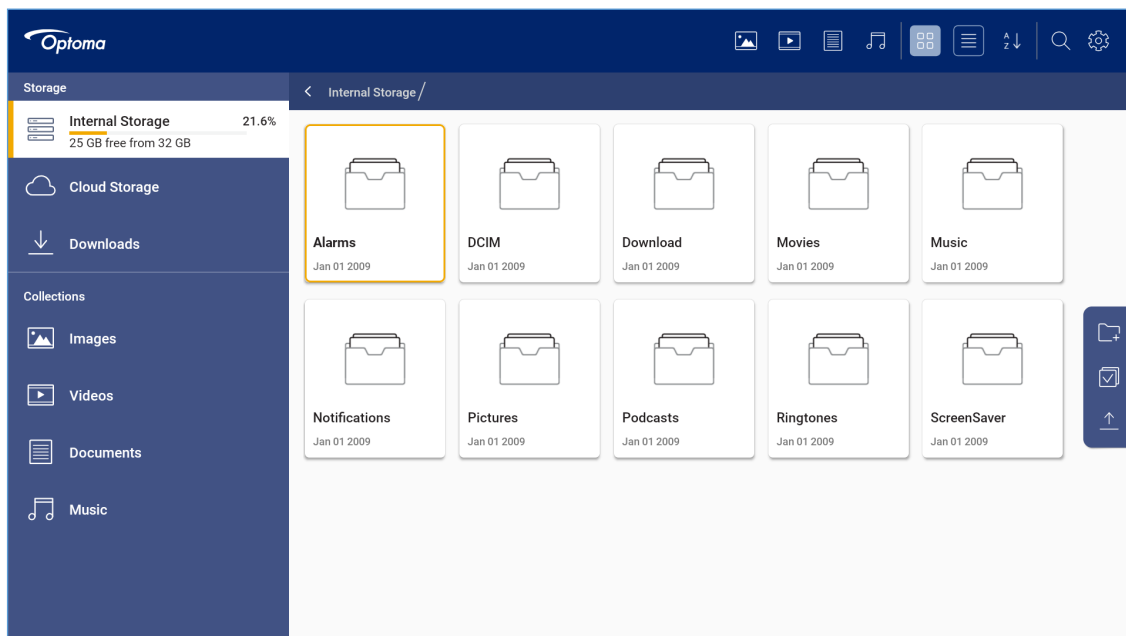 Optoma
A
Z
Storage
Internal Storage 21.6%
25 GB free from 32 GB
Cloud Storage
Downloads
Collections
Images
Videos
Documents
Music
Internal Storage /
Alarms
Jan 01 2009
DCIM
Jan 01 2009
Download
Jan 01 2009
Movies
Jan 01 2009
Music
Jan 01 2009
Notifications
Jan 01 2009
Pictures
Jan 01 2009
Podcasts
Jan 01 2009
Ringtones
Jan 01 2009
ScreenSaver
Jan 01 2009